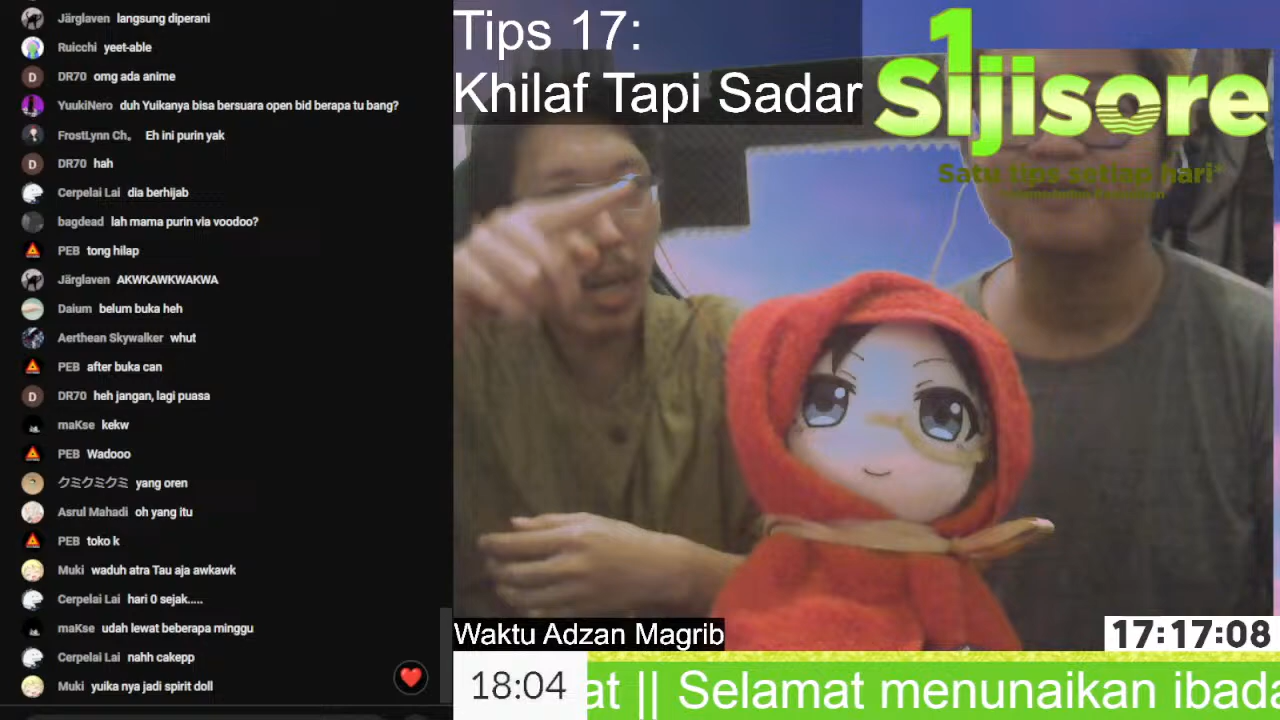 Järglaven langsung diperani
Ruicchi yeet-able
DR70 omg ada anime
YuukiNero duh Yuikanya bisa bersuara open bid berapa tu bang?
FrostLynn Ch。 Eh ini purin yak
DR70 hah
Cerpelai Lai dia berhijab
bagdead lah mama purin via voodoo?
PEB tong hilap
Järglaven AKWKAWKWAKWA
Daium belum buka heh
Aerthean Skywalker whut
PEB after buka can
DR70 heh jangan, lagi puasa
maKse kekw
PEB Wadooo
クミクミクミ yang oren
Asrul Mahadi oh yang itu
PEB toko k
Muki waduh atra Tau aja awkawk
Cerpelai Lai hari 0 sejak.....
maKse udah lewat beberapa minggu
Cerpelai Lai nahh cakepp
Muki yuika nya jadi spirit doll
Tips 17:
Khilaf Tapi Sadar
1
Sijisore
Satu tips setiap hari*
Waktu Adzan Magrib
17:17:08
18:04
at || Selamat menunaikan ibada